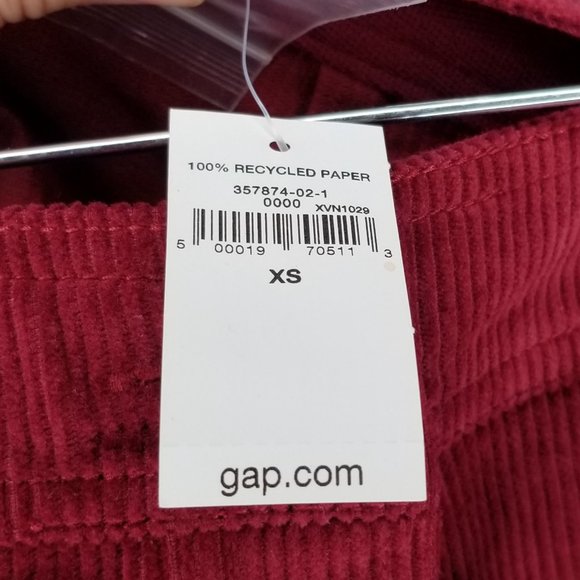 100% RECYCLED PAPER
357874-02-1
0000 XVN1029
5 00019 70511 3
XS
gap.com